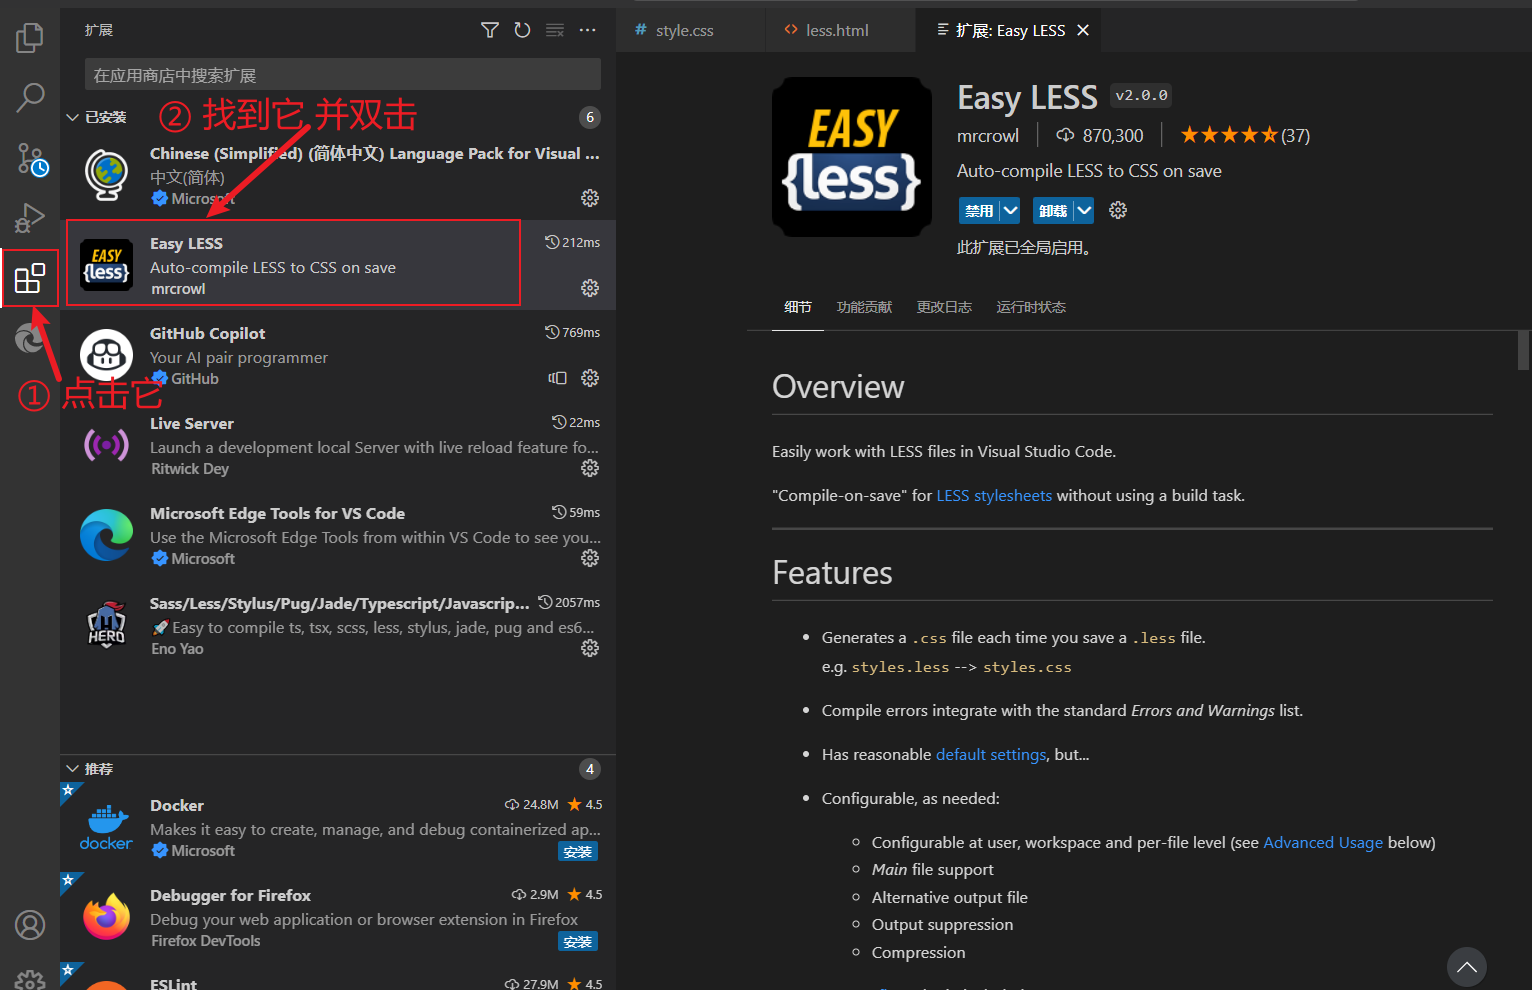 扩展
在应用商店中搜索扩展
已安装
6
② 找到它 并双击
Chinese (Simplified) (简体中文) Language Pack for Visual ...
中文(简体)
Microsoft
Easy LESS
212ms
Auto-compile LESS to CSS on save
mrcrowl
EASY
{less}
GitHub Copilot
769ms
Your AI pair programmer
GitHub
① 点击它
Live Server
22ms
Launch a development local Server with live reload feature fo...
Ritwick Dey
Microsoft Edge Tools for VS Code
59ms
Use the Microsoft Edge Tools from within VS Code to see you...
Microsoft
Sass/Less/Stylus/Pug/Jade/Typescript/Javascrip...
2057ms
🚀Easy to compile ts, tsx, scss, less, stylus, jade, pug and es6...
Eno Yao
HERO
推荐
4
Docker
24.8M ★ 4.5
Makes it easy to create, manage, and debug containerized ap...
docker
Microsoft
安装
Debugger for Firefox
2.9M ★ 4.5
Debug your web application or browser extension in Firefox
Firefox DevTools
安装
ESLint
27.9M ★ 4.5
# style.css
<> less.html
扩展: Easy LESS
EASY
{less}
Easy LESS
v2.0.0
mrcrowl
870,300
(37)
Auto-compile LESS to CSS on save
禁用
卸载
此扩展已全局启用。
细节
功能贡献
更改日志
运行时状态
Overview
Easily work with LESS files in Visual Studio Code.
"Compile-on-save" for LESS stylesheets without using a build task.
Features
• Generates a .css file each time you save a .less file.
e.g. styles.less --> styles.css
• Compile errors integrate with the standard Errors and Warnings list.
• Has reasonable default settings, but...
• Configurable, as needed:
◦ Configurable at user, workspace and per-file level (see Advanced Usage below)
◦ Main file support
◦ Alternative output file
◦ Output suppression
◦ Compression